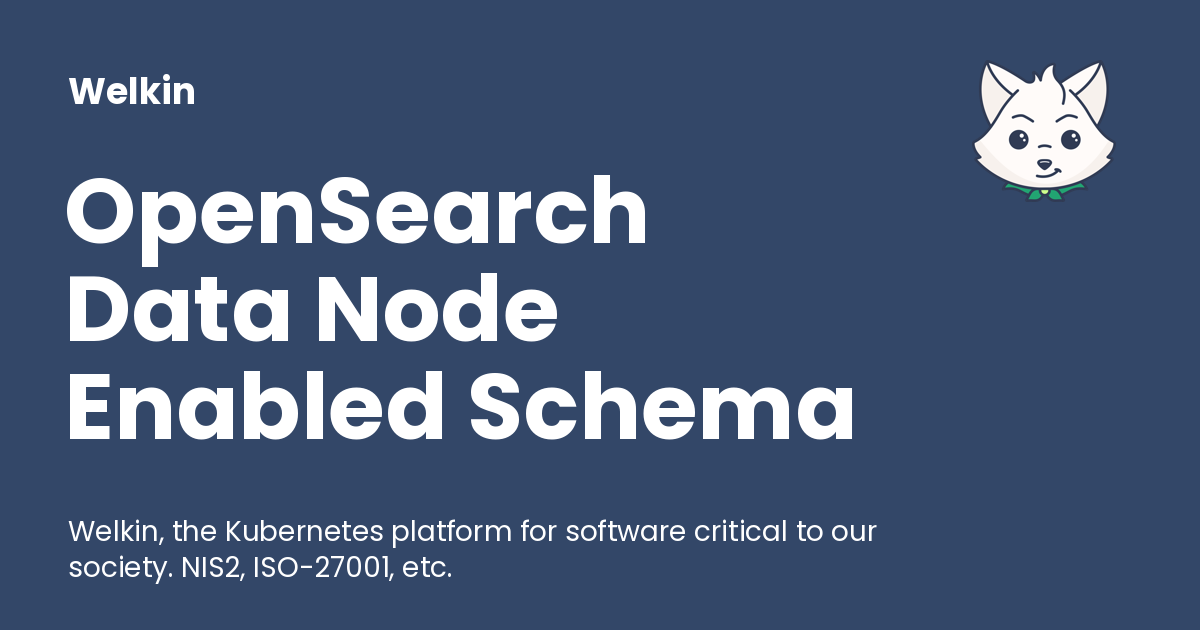 Welkin
OpenSearch
Data Node
Enabled Schema
Welkin, the Kubernetes platform for software critical to our
society. NIS2, ISO-27001, etc.